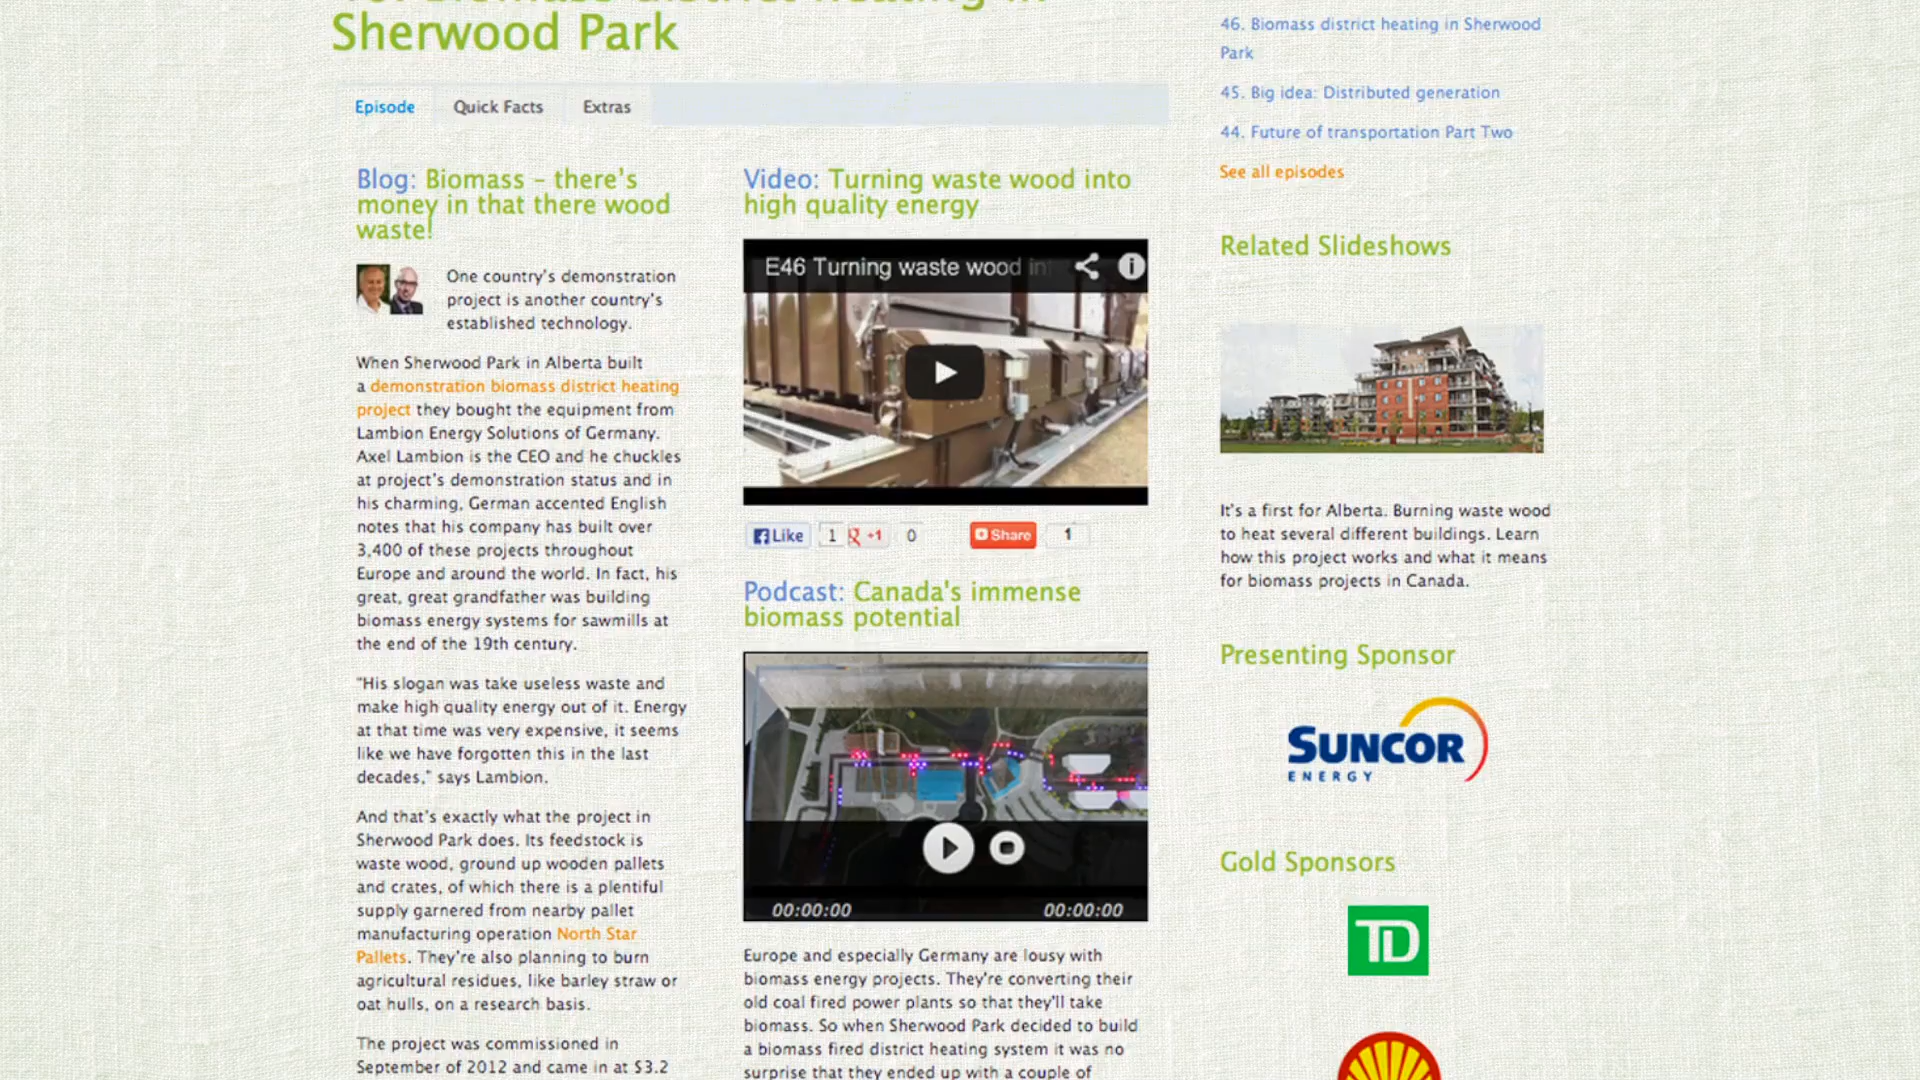 Sherwood Park
Episode
Quick Facts
Extras
Blog: Biomass – there's
money in that there wood
waste!
One country's demonstration
project is another country's
established technology.
When Sherwood Park in Alberta built
a demonstration biomass district heating
project they bought the equipment from
Lambion Energy Solutions of Germany.
Axel Lambion is the CEO and he chuckles
at project's demonstration status and in
his charming, German accented English
notes that his company has built over
3,400 of these projects throughout
Europe and around the world. In fact, his
great, great grandfather was building
biomass energy systems for sawmills at
the end of the 19th century.
"His slogan was take useless waste and
make high quality energy out of it. Energy
at that time was very expensive, it seems
like we have forgotten this in the last
decades," says Lambion.
And that's exactly what the project in
Sherwood Park does. Its feedstock is
waste wood, ground up wooden pallets
and crates, of which there is a plentiful
supply garnered from nearby pallet
manufacturing operation North Star
Pallets. They're also planning to burn
agricultural residues, like barley straw or
oat hulls, on a research basis.
The project was commissioned in
September of 2012 and came in at $3.2
Video: Turning waste wood into
high quality energy
E46 Turning waste wood in
Like 1 +1 0 Share 1
Podcast: Canada's immense
biomass potential
00:00:00 00:00:00
Europe and especially Germany are lousy with
biomass energy projects. They're converting their
old coal fired power plants so that they'll take
biomass. So when Sherwood Park decided to build
a biomass fired district heating system it was no
surprise that they ended up with a couple of
46. Biomass district heating in Sherwood
Park
45. Big idea: Distributed generation
44. Future of transportation Part Two
See all episodes
Related Slideshows
It's a first for Alberta. Burning waste wood
to heat several different buildings. Learn
how this project works and what it means
for biomass projects in Canada.
Presenting Sponsor
SUNCOR
ENERGY
Gold Sponsors
TD